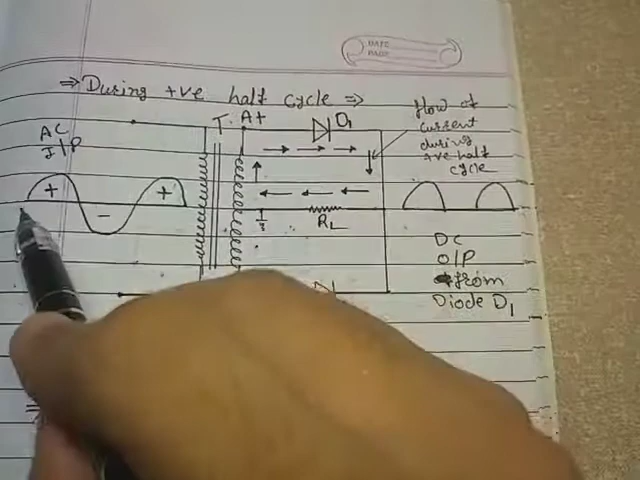 ⇒ During +ve half cycle ⇒
AC
I/P
T.
A+
D1
flow of
current
during
+ve half
cycle
+
-
+
RL
DC
O/P
from
Diode D1